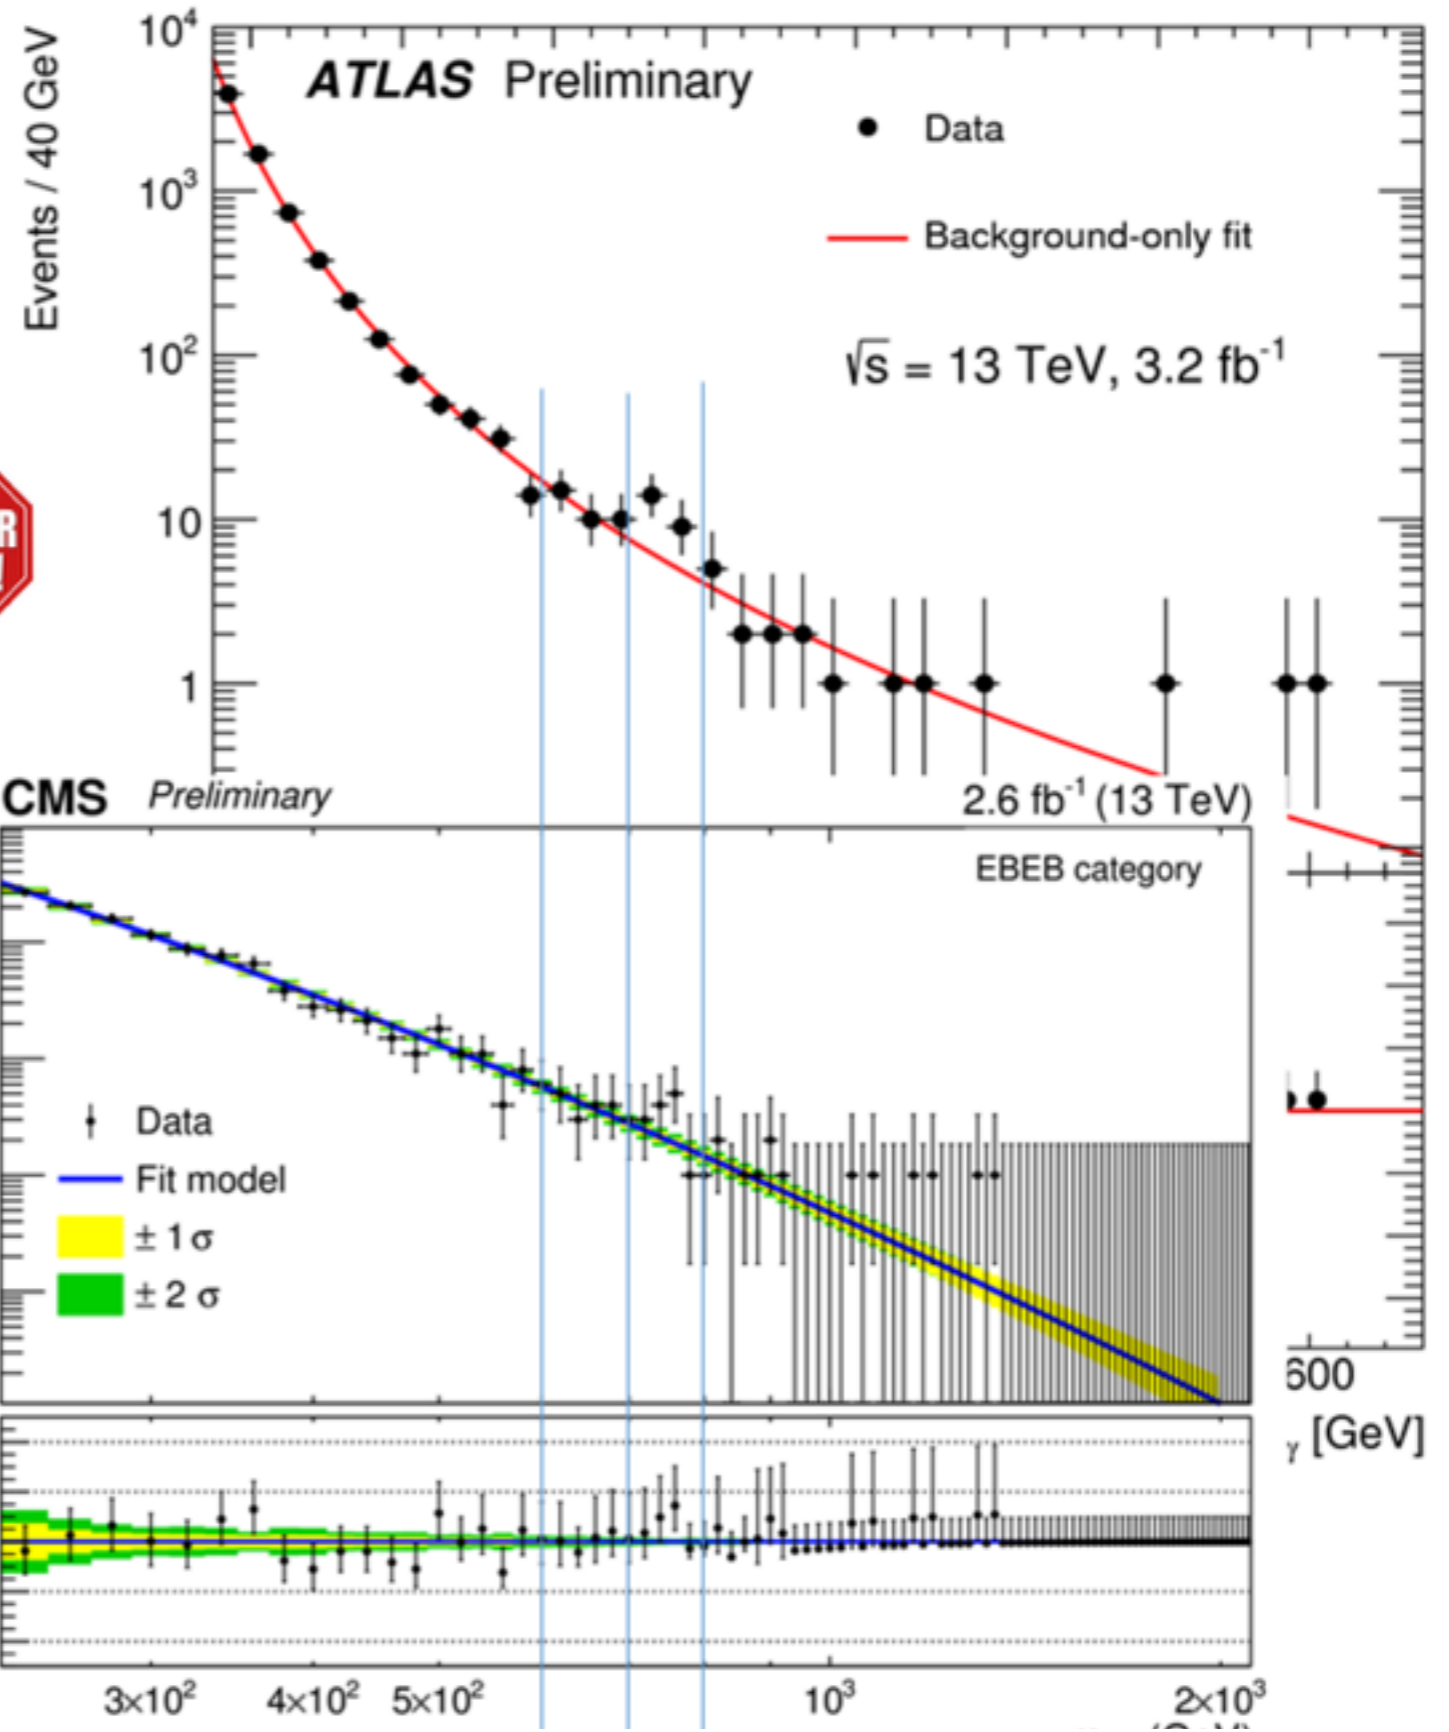 10⁴
Events / 40 GeV
ATLAS Preliminary
Data
10³
Background-only fit
10²
√s = 13 TeV, 3.2 fb⁻¹
10
1
CMS Preliminary
2.6 fb⁻¹ (13 TeV)
EBEB category
Data
Fit model
± 1 σ
± 2 σ
600
γ [GeV]
3×10² 4×10² 5×10² 10³ 2×10³